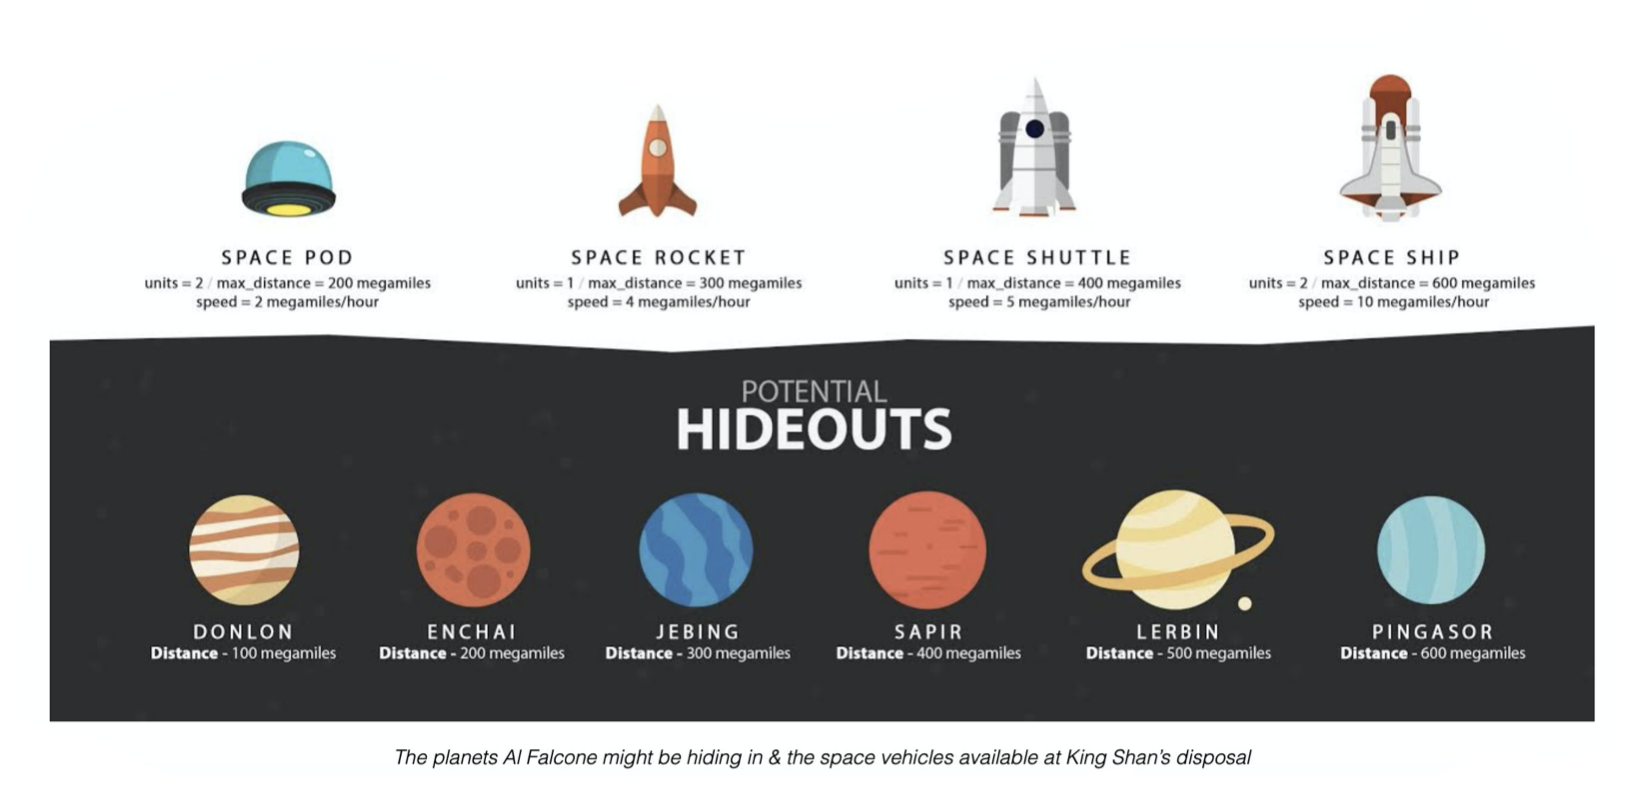 SPACE POD
units = 2 / max_distance = 200 megamiles
speed = 2 megamiles/hour
SPACE ROCKET
units = 1 / max_distance = 300 megamiles
speed = 4 megamiles/hour
SPACE SHUTTLE
units = 1 / max_distance = 400 megamiles
speed = 5 megamiles/hour
SPACE SHIP
units = 2 / max_distance = 600 megamiles
speed = 10 megamiles/hour
POTENTIAL
HIDEOUTS
DONLON
Distance - 100 megamiles
ENCHAI
Distance - 200 megamiles
JEBING
Distance - 300 megamiles
SAPIR
Distance - 400 megamiles
LERBIN
Distance - 500 megamiles
PINGASOR
Distance - 600 megamiles
The planets Al Falcone might be hiding in & the space vehicles available at King Shan's disposal